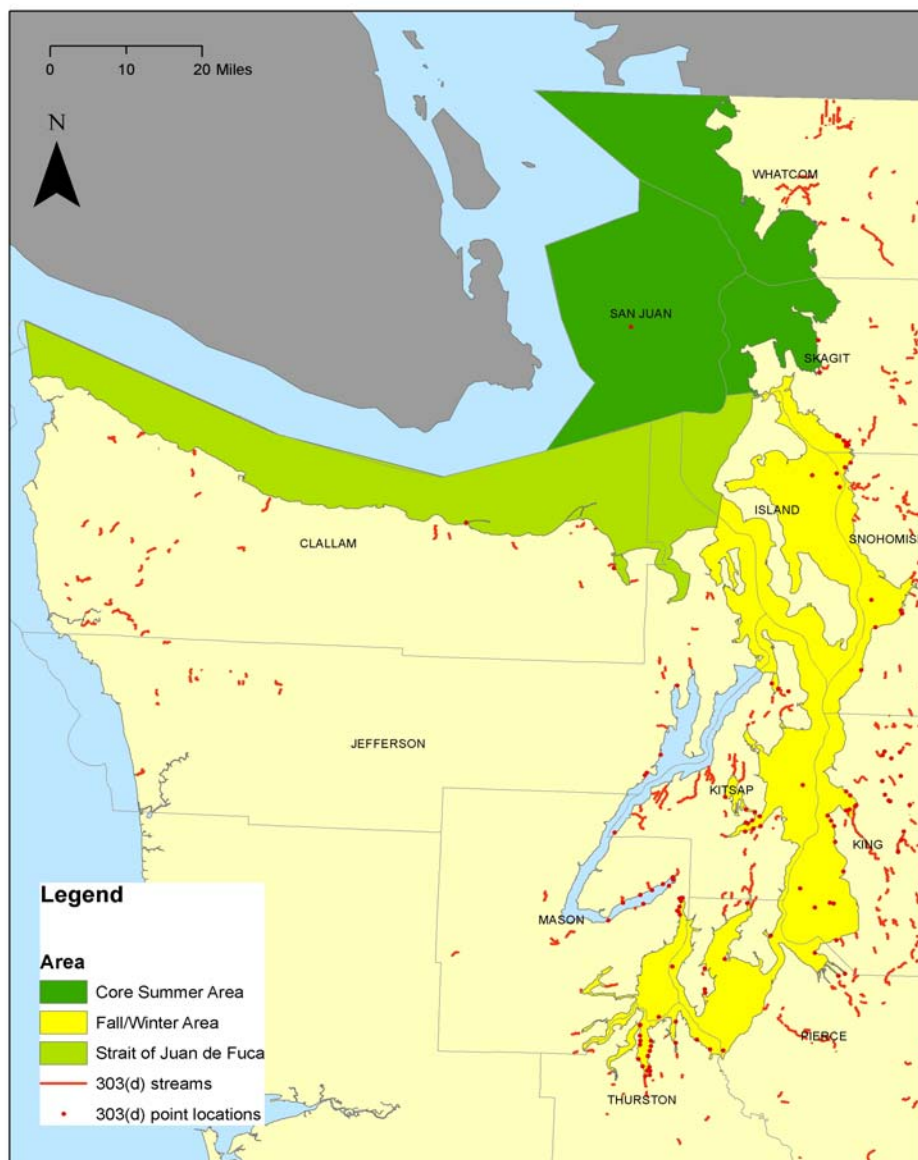 0 10 20 Miles
N
WHATCOM
SAN JUAN
SKAGIT
ISLAND
SNOHOMISH
CLALLAM
JEFFERSON
KITSAP
KING
MASON
PIERCE
THURSTON
Legend
Area
Core Summer Area
Fall/Winter Area
Strait of Juan de Fuca
303(d) streams
303(d) point locations